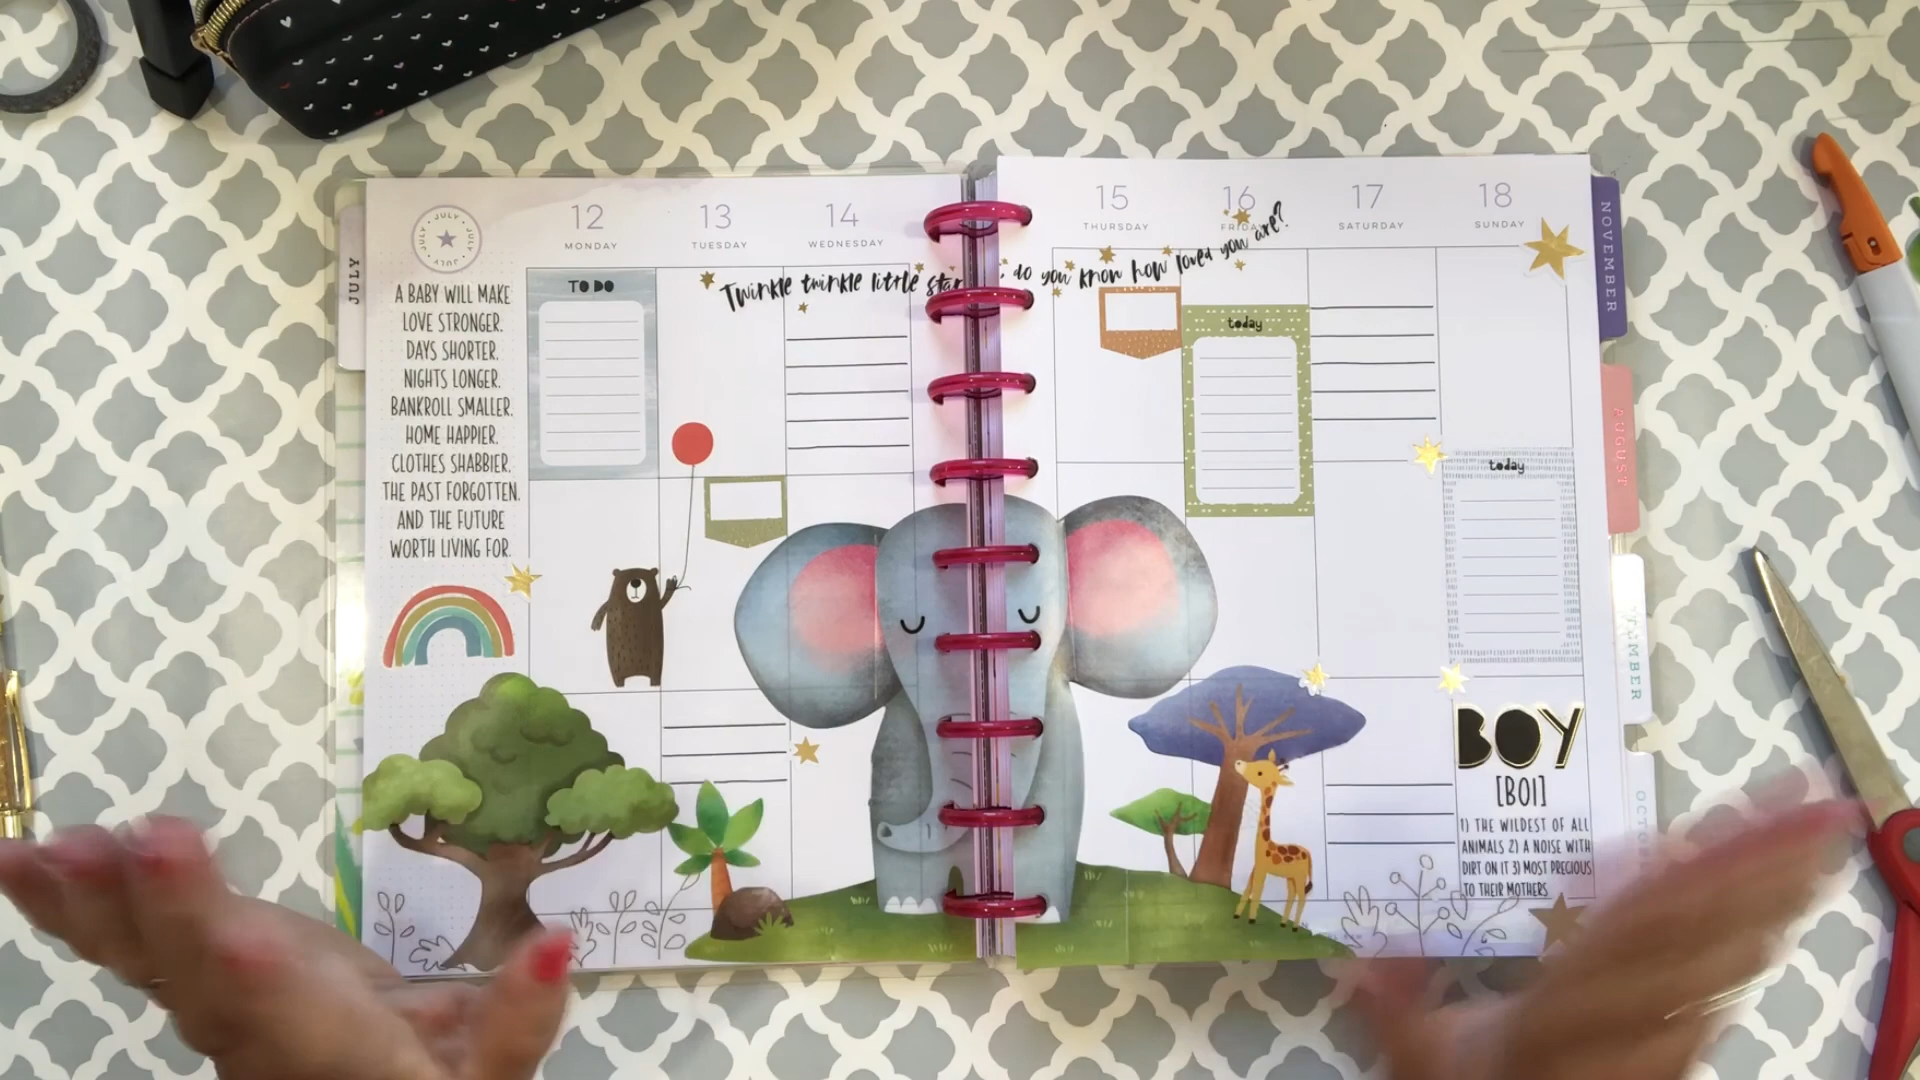 JULY
JULY
JULY
JULY
JULY
12
MONDAY
13
TUESDAY
14
WEDNESDAY
15
THURSDAY
16
FRIDAY
17
SATURDAY
18
SUNDAY
A BABY WILL MAKE
LOVE STRONGER.
DAYS SHORTER.
NIGHTS LONGER.
BANKROLL SMALLER.
HOME HAPPIER.
CLOTHES SHABBIER.
THE PAST FORGOTTEN.
AND THE FUTURE
WORTH LIVING FOR.
TO DO
Twinkle twinkle little star, do you know how loved you are?
today
today
BOY
[BOI]
1) THE WILDEST OF ALL
ANIMALS 2) A NOISE WITH
DIRT ON IT 3) MOST PRECIOUS
TO THEIR MOTHERS
NOVEMBER
AUGUST